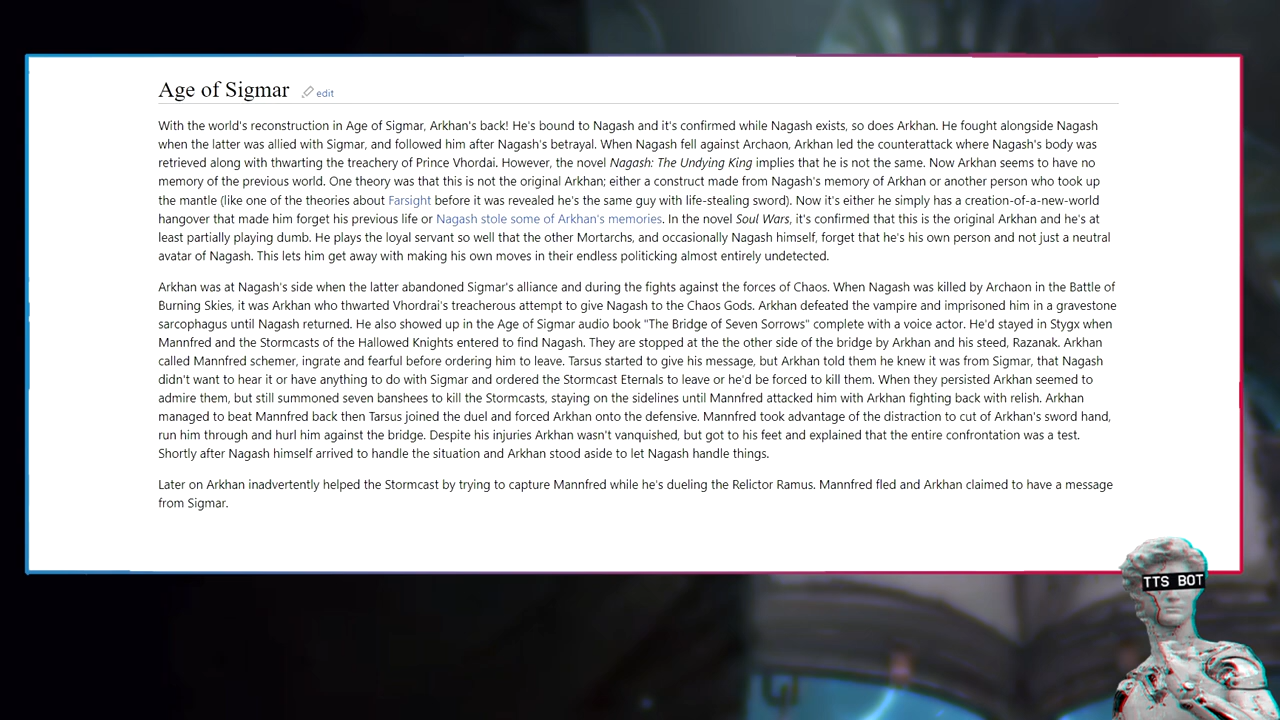 Age of Sigmar edit
With the world's reconstruction in Age of Sigmar, Arkhan's back! He's bound to Nagash and it's confirmed while Nagash exists, so does Arkhan. He fought alongside Nagash
when the latter was allied with Sigmar, and followed him after Nagash's betrayal. When Nagash fell against Archaon, Arkhan led the counterattack where Nagash's body was
retrieved along with thwarting the treachery of Prince Vhordai. However, the novel Nagash: The Undying King implies that he is not the same. Now Arkhan seems to have no
memory of the previous world. One theory was that this is not the original Arkhan; either a construct made from Nagash's memory of Arkhan or another person who took up
the mantle (like one of the theories about Farsight before it was revealed he's the same guy with life-stealing sword). Now it's either he simply has a creation-of-a-new-world
hangover that made him forget his previous life or Nagash stole some of Arkhan's memories. In the novel Soul Wars, it's confirmed that this is the original Arkhan and he's at
least partially playing dumb. He plays the loyal servant so well that the other Mortarchs, and occasionally Nagash himself, forget that he's his own person and not just a neutral
avatar of Nagash. This lets him get away with making his own moves in their endless politicking almost entirely undetected.
Arkhan was at Nagash's side when the latter abandoned Sigmar's alliance and during the fights against the forces of Chaos. When Nagash was killed by Archaon in the Battle of
Burning Skies, it was Arkhan who thwarted Vhordrai's treacherous attempt to give Nagash to the Chaos Gods. Arkhan defeated the vampire and imprisoned him in a gravestone
sarcophagus until Nagash returned. He also showed up in the Age of Sigmar audio book "The Bridge of Seven Sorrows" complete with a voice actor. He'd stayed in Stygx when
Mannfred and the Stormcasts of the Hallowed Knights entered to find Nagash. They are stopped at the the other side of the bridge by Arkhan and his steed, Razanak. Arkhan
called Mannfred schemer, ingrate and fearful before ordering him to leave. Tarsus started to give his message, but Arkhan told them he knew it was from Sigmar, that Nagash
didn't want to hear it or have anything to do with Sigmar and ordered the Stormcast Eternals to leave or he'd be forced to kill them. When they persisted Arkhan seemed to
admire them, but still summoned seven banshees to kill the Stormcasts, staying on the sidelines until Mannfred attacked him with Arkhan fighting back with relish. Arkhan
managed to beat Mannfred back then Tarsus joined the duel and forced Arkhan onto the defensive. Mannfred took advantage of the distraction to cut of Arkhan's sword hand,
run him through and hurl him against the bridge. Despite his injuries Arkhan wasn't vanquished, but got to his feet and explained that the entire confrontation was a test.
Shortly after Nagash himself arrived to handle the situation and Arkhan stood aside to let Nagash handle things.
Later on Arkhan inadvertently helped the Stormcast by trying to capture Mannfred while he's dueling the Relictor Ramus. Mannfred fled and Arkhan claimed to have a message
from Sigmar.
TTS BOT